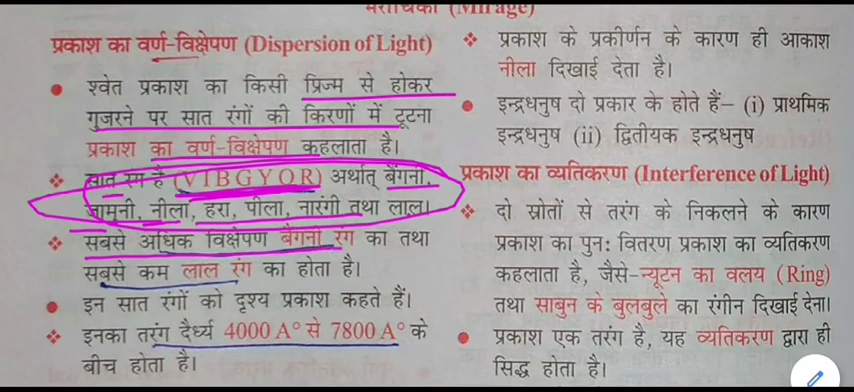 मरीचिका (Mirage)
प्रकाश का वर्ण-विक्षेपण (Dispersion of Light)
● श्वेत प्रकाश का किसी प्रिज्म से होकर
गुजरने पर सात रंगों की किरणों में टूटना
प्रकाश का वर्ण-विक्षेपण कहलाता है।
❖ सात रंग हैं (VIBGYOR) अर्थात् बैंगनी,
जामुनी, नीला, हरा, पीला, नारंगी तथा लाल।
❖ सबसे अधिक विक्षेपण बैंगनी रंग का तथा
सबसे कम लाल रंग का होता है।
● इन सात रंगों को दृश्य प्रकाश कहते हैं।
❖ इनका तरंग दैर्ध्य 4000 A° से 7800 A° के
बीच होता है।
❖ प्रकाश के प्रकीर्णन के कारण ही आकाश
नीला दिखाई देता है।
● इन्द्रधनुष दो प्रकार के होते हैं– (i) प्राथमिक
इन्द्रधनुष (ii) द्वितीयक इन्द्रधनुष
प्रकाश का व्यतिकरण (Interference of Light)
❖ दो स्रोतों से तरंग के निकलने के कारण
प्रकाश का पुन: वितरण प्रकाश का व्यतिकरण
कहलाता है, जैसे-न्यूटन का वलय (Ring)
तथा साबुन के बुलबुले का रंगीन दिखाई देना।
● प्रकाश एक तरंग है, यह व्यतिकरण द्वारा ही
सिद्ध होता है।